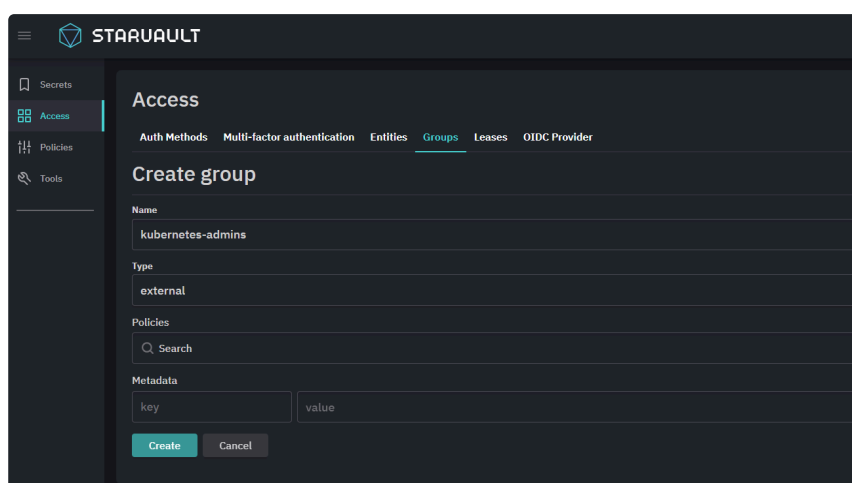 STARVAULT
Secrets
Access
Policies
Tools
Access
Auth Methods Multi-factor authentication Entities Groups Leases OIDC Provider
Create group
Name
kubernetes-admins
Type
external
Policies
Search
Metadata
key value
Create Cancel